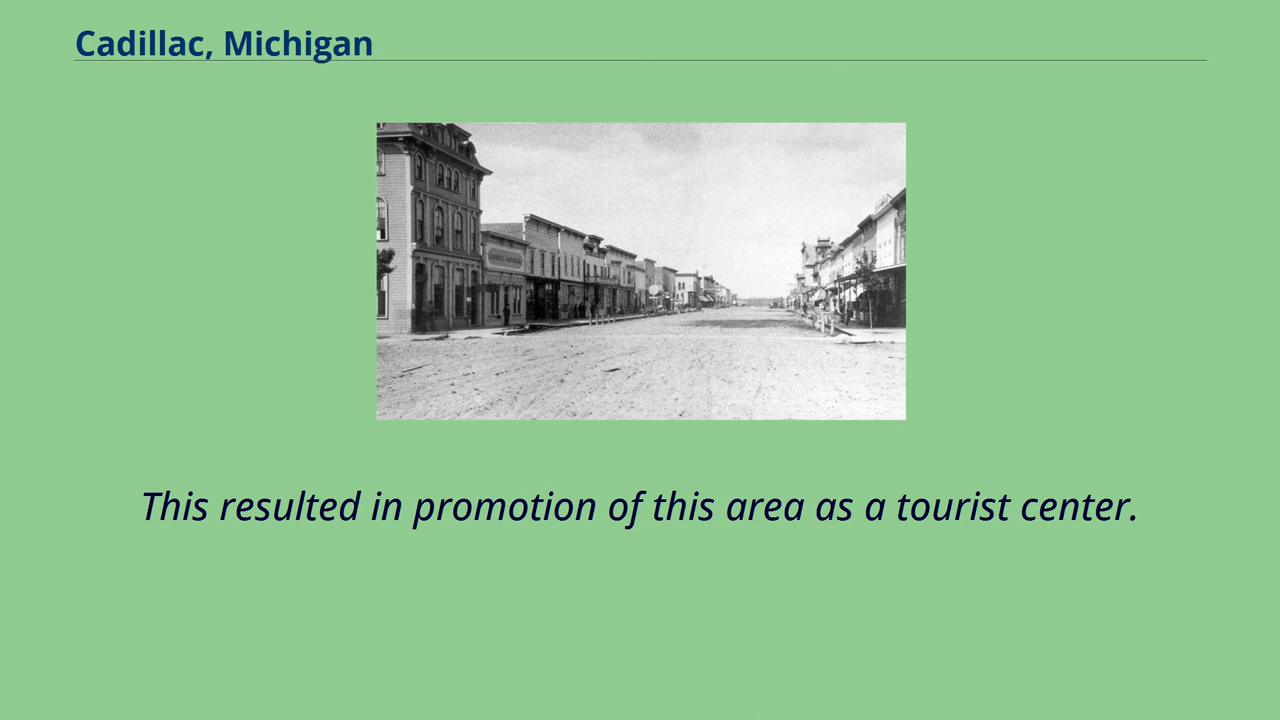 Cadillac, Michigan
This resulted in promotion of this area as a tourist center.